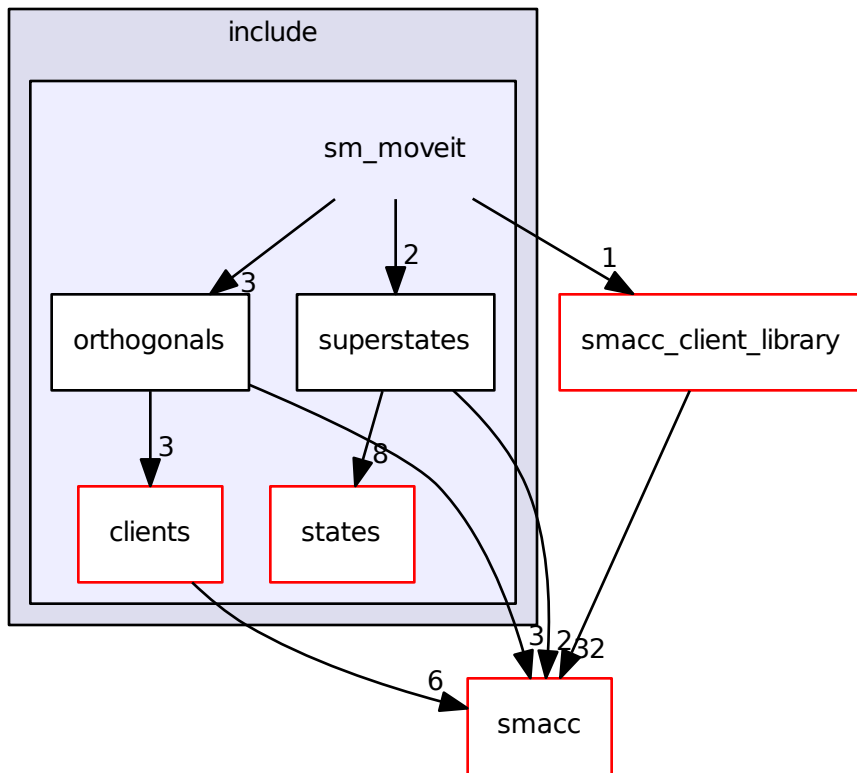 include
sm_moveit
1
2
3
orthogonals
superstates
smacc_client_library
3
8
clients
states
3
2
32
6
smacc